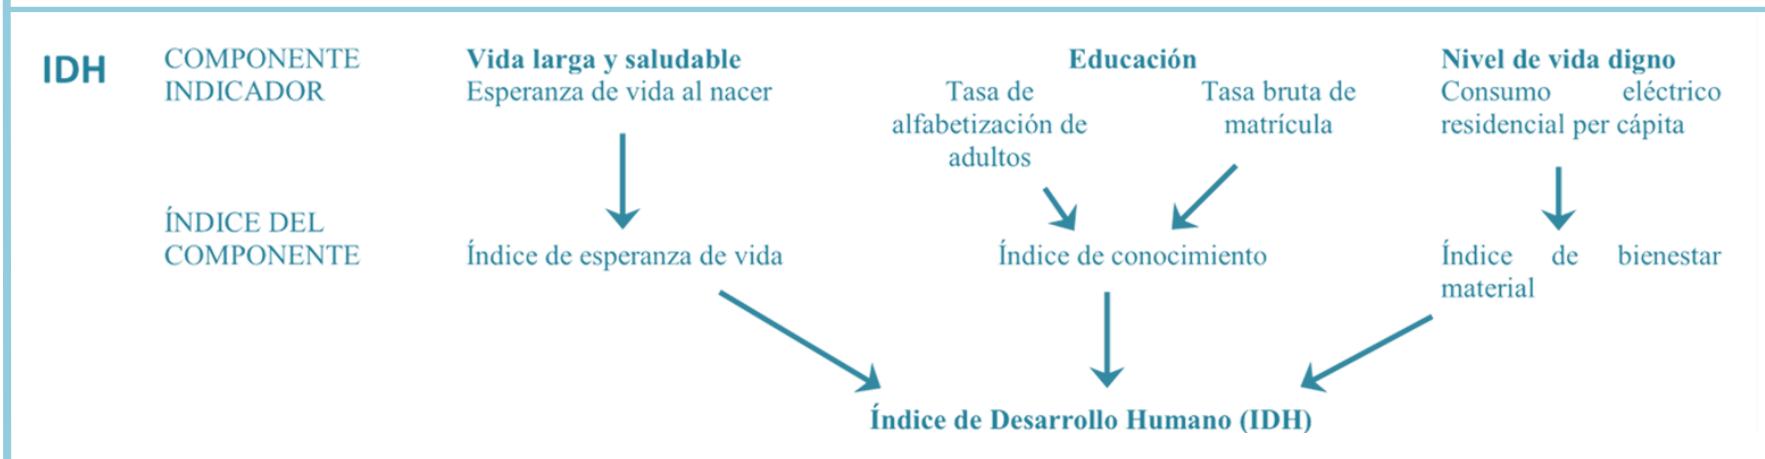 IDH
COMPONENTE
INDICADOR
Vida larga y saludable
Esperanza de vida al nacer
Educación
Tasa de
alfabetización de
adultos
Tasa bruta de
matrícula
Nivel de vida digno
Consumo eléctrico
residencial per cápita
ÍNDICE DEL
COMPONENTE
Índice de esperanza de vida
Índice de conocimiento
Índice de bienestar
material
Índice de Desarrollo Humano (IDH)